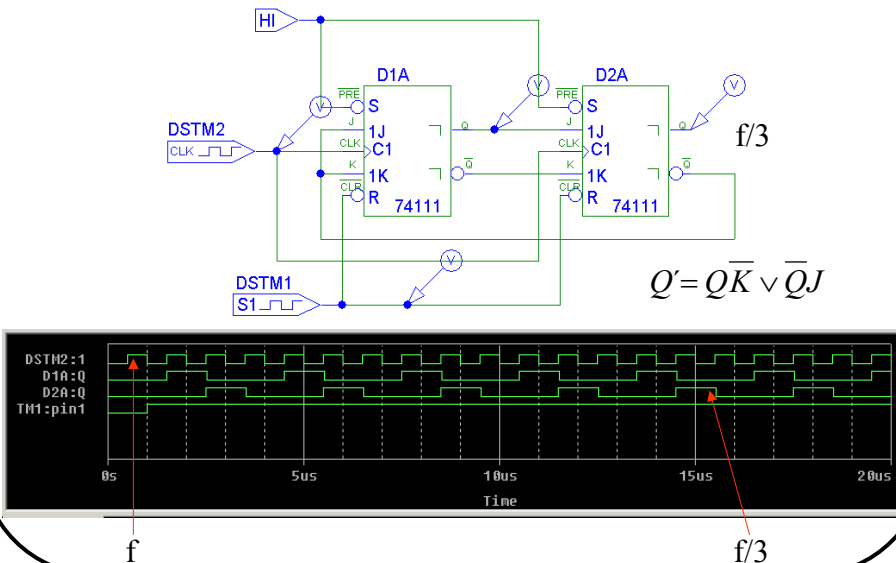 HI
D1A
D2A
PRE
S
PRE
S
DSTM2
J
1J
Q
J
1J
Q
f/3
CLK
CLK
C1
CLK
C1
K
1K
Q
K
1K
Q
CLR
R
CLR
R
74111
74111
V
V
V
V
DSTM1
S1
Q′= QK ∨ QJ
DSTM2:1
D1A:Q
D2A:Q
TM1:pin1
0s 5us 10us 15us 20us
Time
f f/3